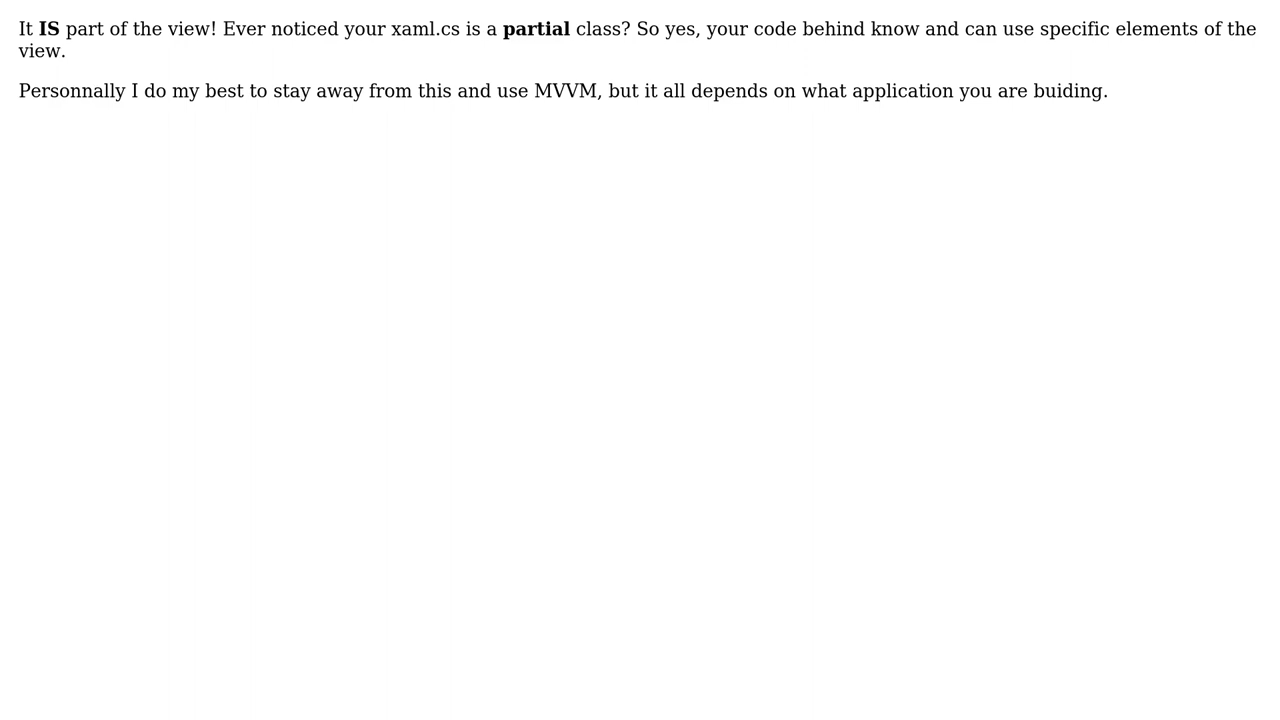 It IS part of the view! Ever noticed your xaml.cs is a partial class? So yes, your code behind know and can use specific elements of the
view.
Personnally I do my best to stay away from this and use MVVM, but it all depends on what application you are buiding.